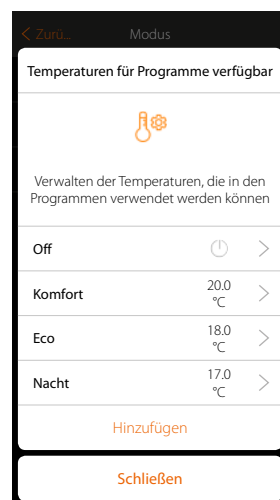 Zurü... Modus
Temperaturen für Programme verfügbar
Verwalten der Temperaturen, die in den
Programmen verwendet werden können
Off
Komfort 20.0 °C
Eco 18.0 °C
Nacht 17.0 °C
Hinzufügen
Schließen